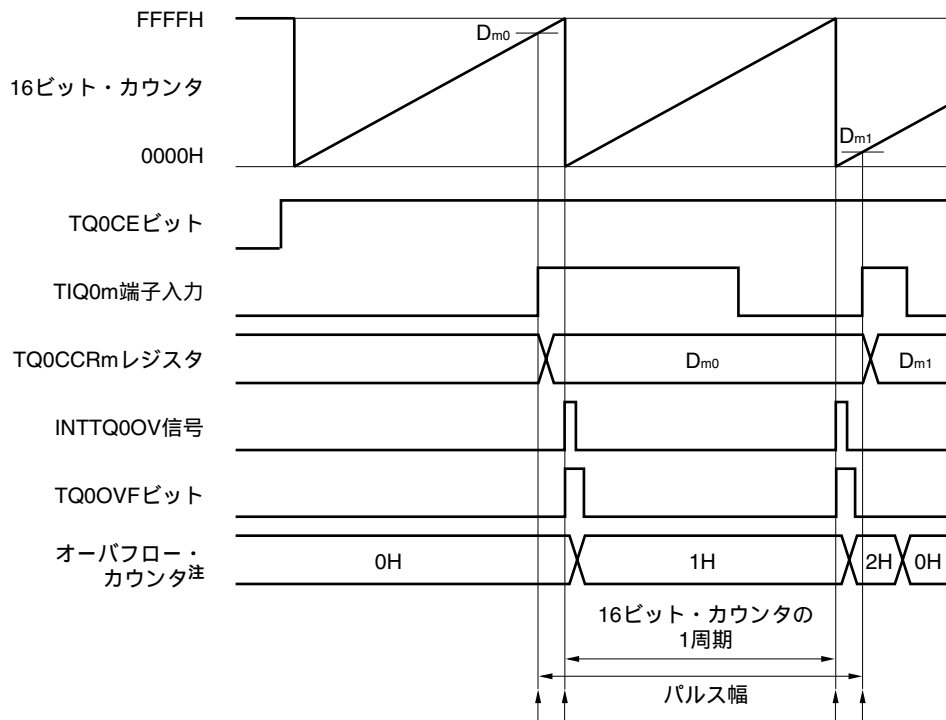 FFFFH
Dm0
16ビット・カウンタ
0000H
Dm1
TQ0CEビット
TIQ0m端子入力
TQ0CCRmレジスタ
Dm0
Dm1
INTTQ0OV信号
TQ0OVFビット
オーバフロー・
カウンタ注
0H
1H
2H
0H
16ビット・カウンタの
1周期
パルス幅